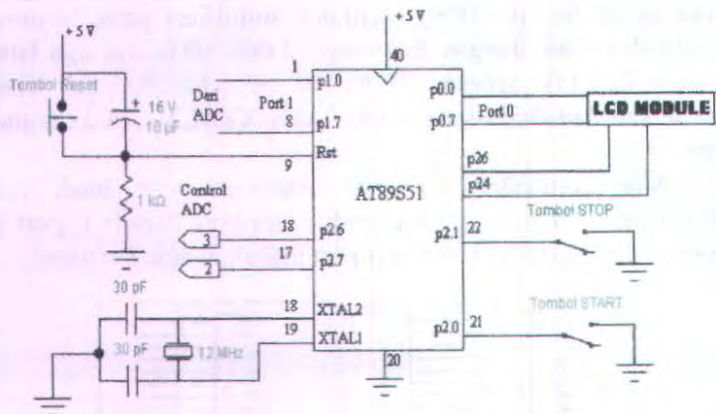 +5V
+5V
40
Tombol Reset
+ 16 V
10 µF
1
Dari
ADC
8
9
p1.0
Port 1
p1.7
Rst
p0.0
Port 0
p0.7
LCD MODULE
1 kΩ
Control
ADC
AT89S51
p26
p24
3
18
p2.6
2
17
p2.7
p2.1
22
Tombol STOP
30 pF
18
XTAL2
19
XTAL1
30 pF
12 MHz
p2.0
21
Tombol START
20